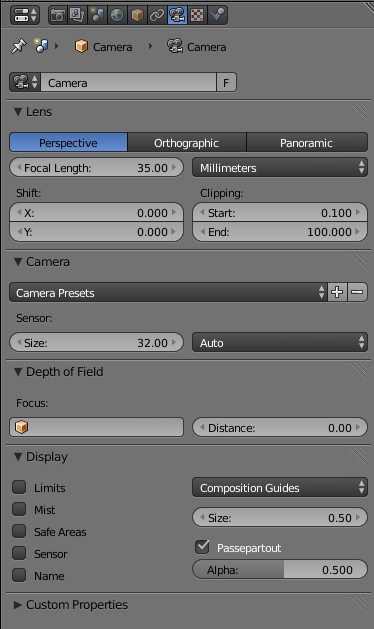 Camera Camera
Camera F
Lens
Perspective Orthographic Panoramic
Focal Length: 35.00 Millimeters
Shift: Clipping:
X: 0.000 Start: 0.100
Y: 0.000 End: 100.000
Camera
Camera Presets
Sensor:
Size: 32.00 Auto
Depth of Field
Focus:
Distance: 0.00
Display
Limits Composition Guides
Mist Size: 0.50
Safe Areas
Sensor Passepartout
Name Alpha: 0.500
Custom Properties